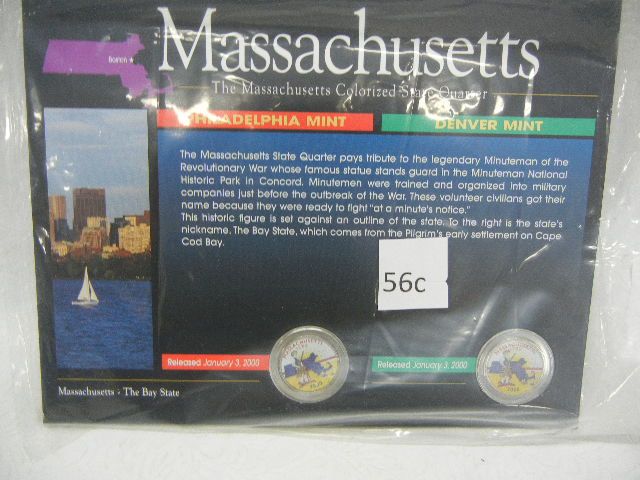 Massachusetts
Boston
The Massachusetts Colorized State Quarter
PHILADELPHIA MINT
DENVER MINT
The Massachusetts State Quarter pays tribute to the legendary Minuteman of the
Revolutionary War whose famous statue stands guard in the Minuteman National
Historic Park in Concord. Minutemen were trained and organized into military
companies just before the outbreak of the War. These volunteer civilians got their
name because they were ready to fight "at a minute's notice."
This historic figure is set against an outline of the state. To the right is the state's
nickname, The Bay State, which comes from the Pilgrim's early settlement on Cape
Cod Bay.
56c
Released January 3, 2000
MASSACHUSETTS
Released January 3, 2000
MASSACHUSETTS
2000
Massachusetts - The Bay State